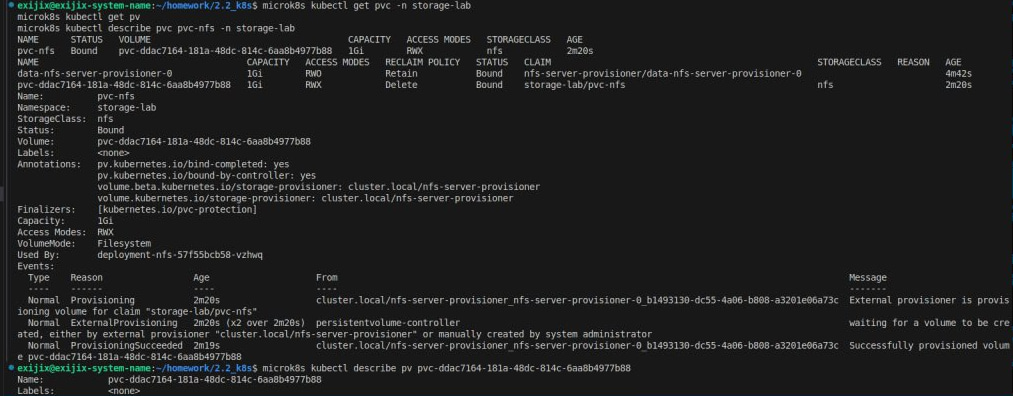 exijix@exijix-system-name:~/homework/2.2_k8s$ microk8s kubectl get pvc -n storage-lab
microk8s kubectl get pv
microk8s kubectl describe pvc pvc-nfs -n storage-lab
NAME STATUS VOLUME CAPACITY ACCESS MODES STORAGECLASS AGE
pvc-nfs Bound pvc-ddac7164-181a-48dc-814c-6aa8b4977b88 1Gi RWX nfs 2m20s
NAME CAPACITY ACCESS MODES RECLAIM POLICY STATUS CLAIM STORAGECLASS REASON AGE
data-nfs-server-provisioner-0 1Gi RWO Retain Bound nfs-server-provisioner/data-nfs-server-provisioner-0 4m42s
pvc-ddac7164-181a-48dc-814c-6aa8b4977b88 1Gi RWX Delete Bound storage-lab/pvc-nfs nfs 2m20s
Name: pvc-nfs
Namespace: storage-lab
StorageClass: nfs
Status: Bound
Volume: pvc-ddac7164-181a-48dc-814c-6aa8b4977b88
Labels: <none>
Annotations: pv.kubernetes.io/bind-completed: yes
pv.kubernetes.io/bound-by-controller: yes
volume.beta.kubernetes.io/storage-provisioner: cluster.local/nfs-server-provisioner
volume.kubernetes.io/storage-provisioner: cluster.local/nfs-server-provisioner
Finalizers: [kubernetes.io/pvc-protection]
Capacity: 1Gi
Access Modes: RWX
VolumeMode: Filesystem
Used By: deployment-nfs-57f55bcb58-vzhwq
Events:
Type Reason Age From Message
---- ------ ---- ---- -------
Normal Provisioning 2m20s cluster.local/nfs-server-provisioner_nfs-server-provisioner-0_b1493130-dc55-4a06-b808-a3201e06a73c External provisioner is provis
ioning volume for claim "storage-lab/pvc-nfs"
Normal ExternalProvisioning 2m20s (x2 over 2m20s) persistentvolume-controller waiting for a volume to be cre
ated, either by external provisioner "cluster.local/nfs-server-provisioner" or manually created by system administrator
Normal ProvisioningSucceeded 2m19s cluster.local/nfs-server-provisioner_nfs-server-provisioner-0_b1493130-dc55-4a06-b808-a3201e06a73c Successfully provisioned volum
e pvc-ddac7164-181a-48dc-814c-6aa8b4977b88
exijix@exijix-system-name:~/homework/2.2_k8s$ microk8s kubectl describe pv pvc-ddac7164-181a-48dc-814c-6aa8b4977b88
Name: pvc-ddac7164-181a-48dc-814c-6aa8b4977b88
Labels: <none>